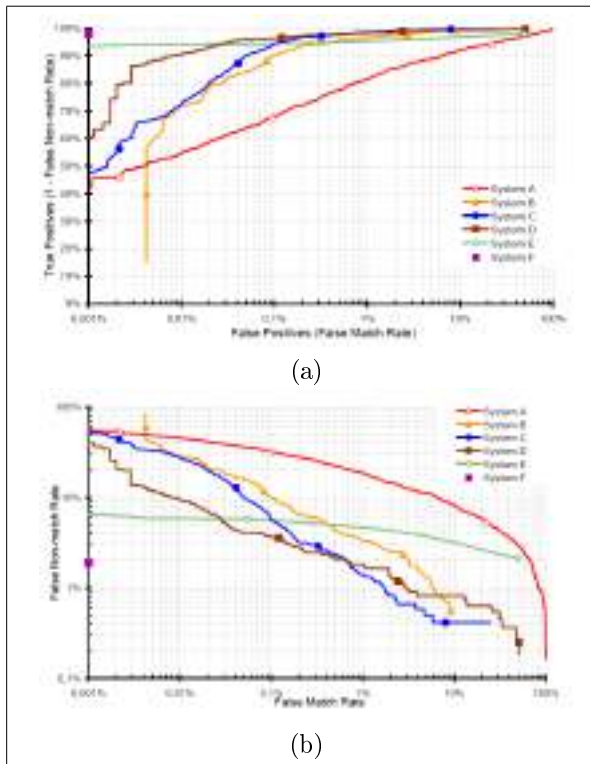 100%
90%
80%
70%
60%
50%
40%
30%
20%
10%
0%
True Positives (1 - False Non-match Rate)
System A
System B
System C
System D
System E
System F
0,001%
0,01%
0,1%
1%
10%
100%
False Positives (False Match Rate)
(a)
100%
10%
1%
0,1%
False Non-match Rate
System A
System B
System C
System D
System E
System F
0,001%
0,01%
0,1%
1%
10%
100%
False Match Rate
(b)